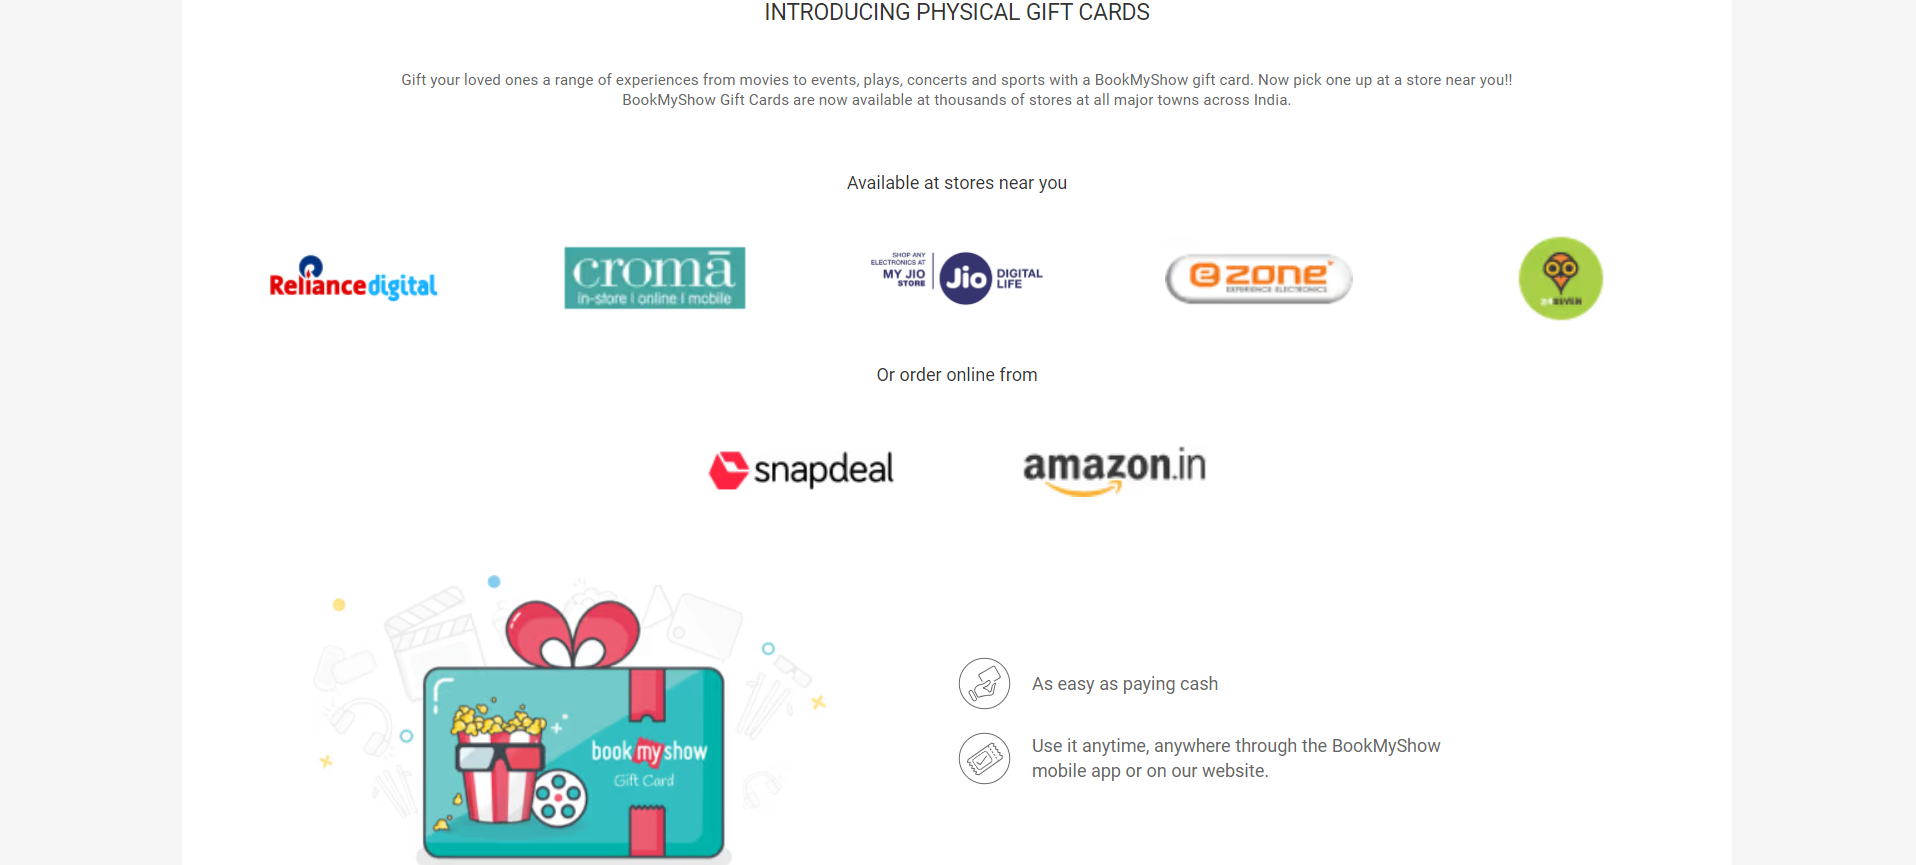 INTRODUCING PHYSICAL GIFT CARDS
Gift your loved ones a range of experiences from movies to events, plays, concerts and sports with a BookMyShow gift card. Now pick one up at a store near you!!
BookMyShow Gift Cards are now available at thousands of stores at all major towns across India.
Available at stores near you
Reliance digital
cromā
in-store | online | mobile
SHOP ANY
ELECTRONICS AT
MY JIO
STORE
Jio
DIGITAL
LIFE
e zone
EXPERIENCE ELECTRONICS
24 SEVEN
Or order online from
snapdeal
amazon.in
book my show
Gift Card
As easy as paying cash
Use it anytime, anywhere through the BookMyShow
mobile app or on our website.